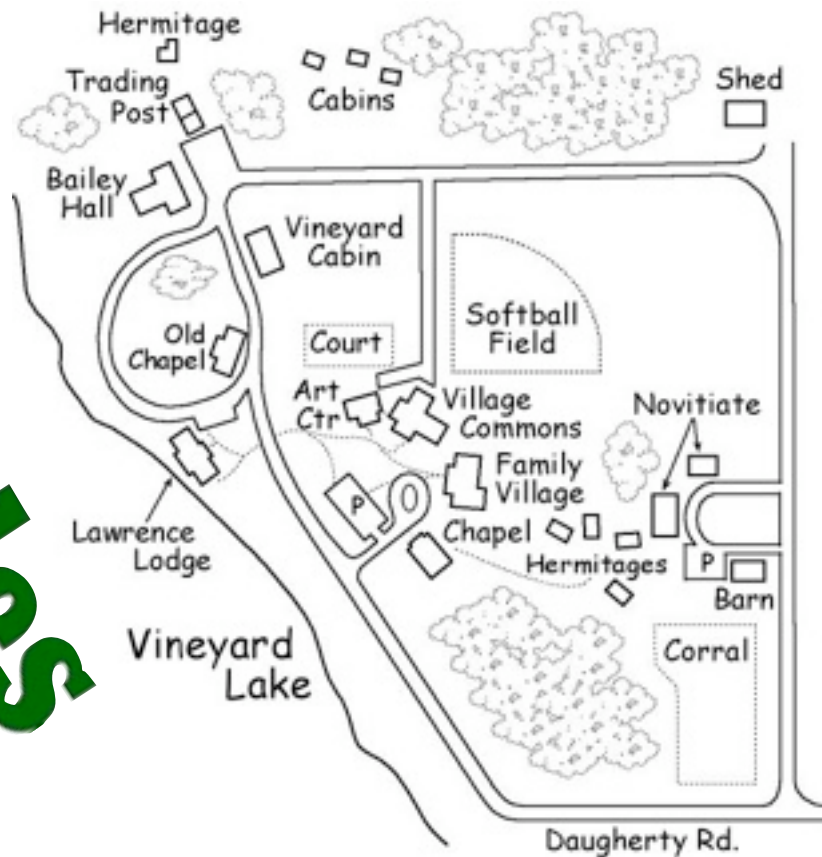 Hermitage
Trading
Post
Cabins
Shed
Bailey
Hall
Vineyard
Cabin
Softball
Field
Old
Chapel
Court
Art
Ctr
Village
Commons
Novitiate
Family
Village
P
Lawrence
Lodge
Chapel
Hermitages
P
Barn
Vineyard
Lake
Corral
Daugherty Rd.